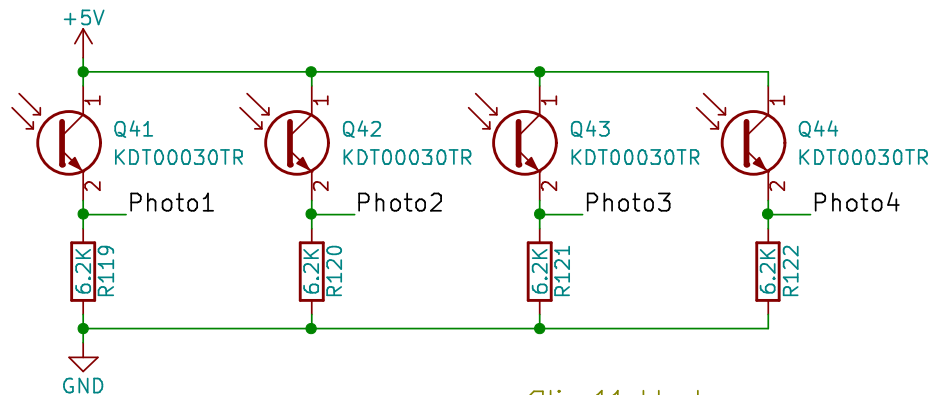 +5V
1 1 1 1
Q41 Q42 Q43 Q44
KDT00030TR KDT00030TR KDT00030TR KDT00030TR
2 2 2 2
Photo1 Photo2 Photo3 Photo4
6.2K R119 6.2K R120 6.2K R121 6.2K R122
GND